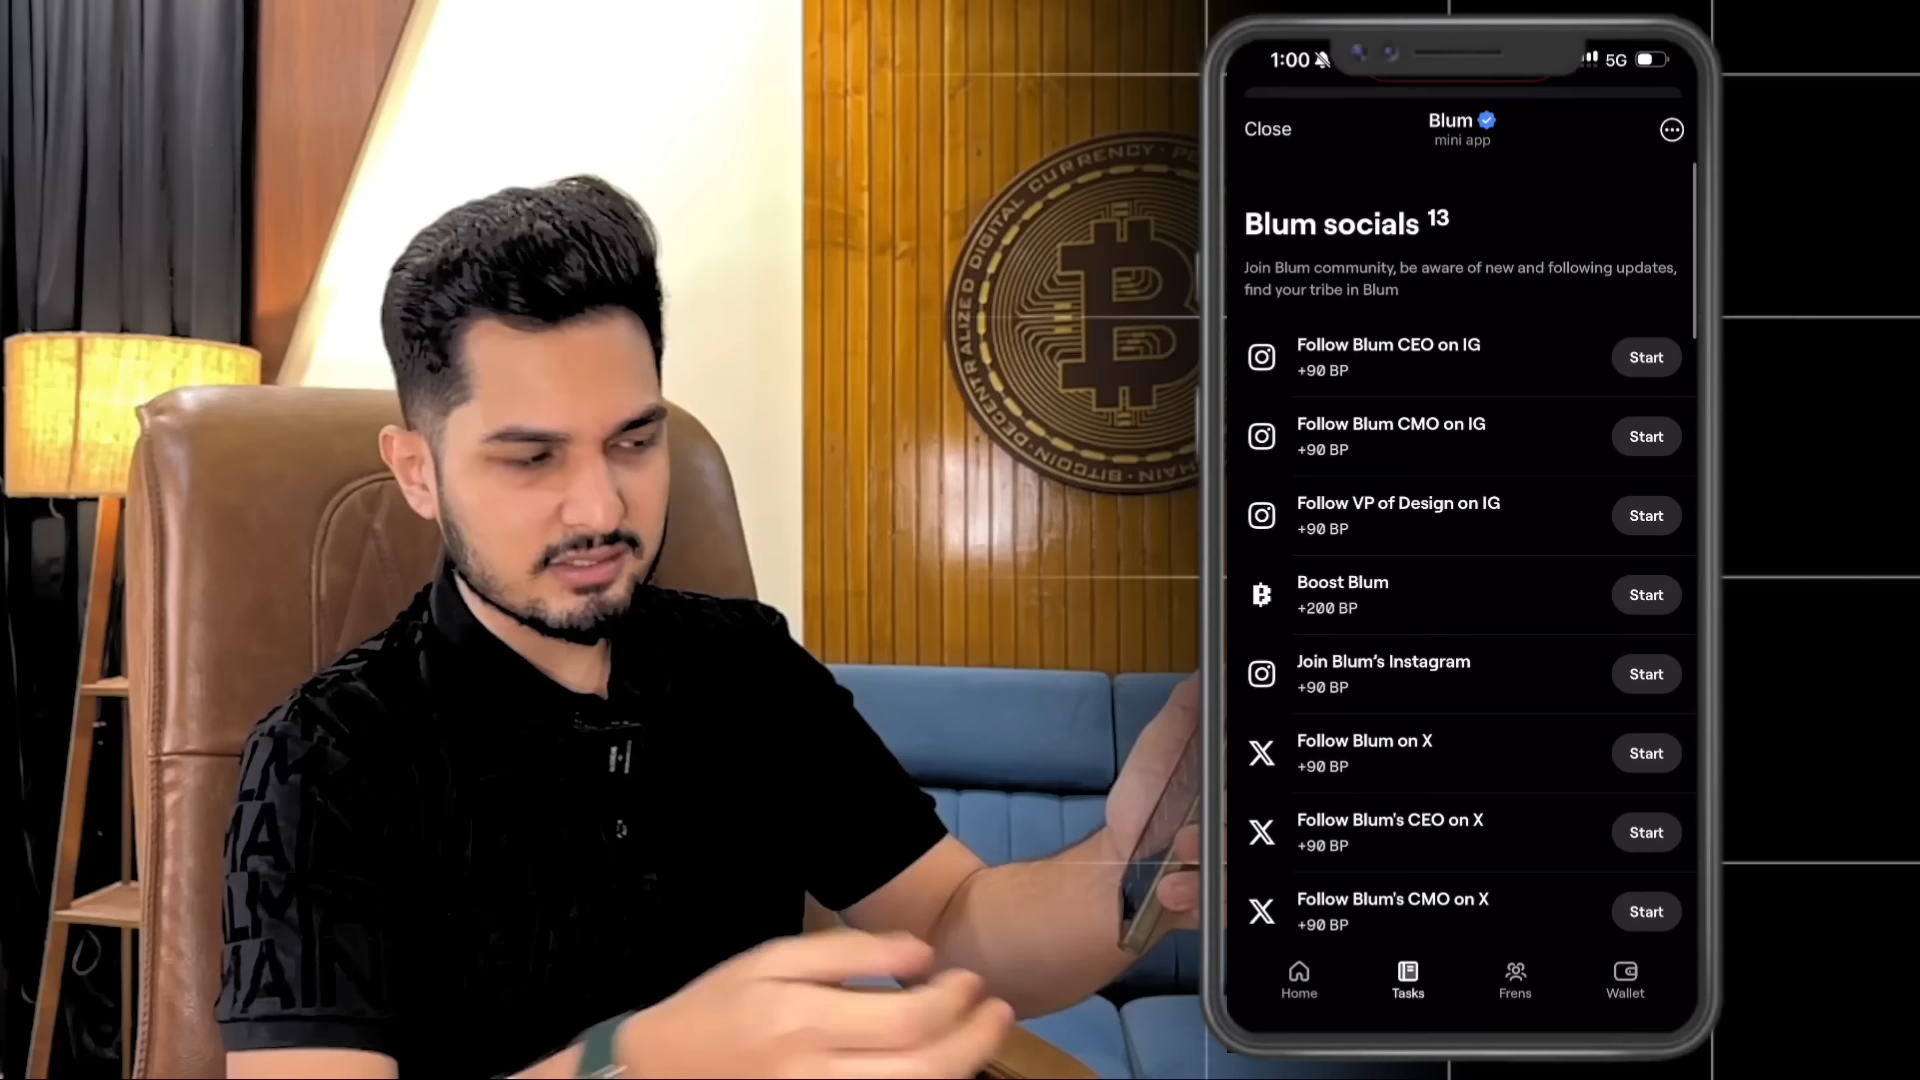 1:00
5G
Close
Blum
mini app
Blum socials 13
Join Blum community, be aware of new and following updates,
find your tribe in Blum
Follow Blum CEO on IG
+90 BP
Start
Follow Blum CMO on IG
+90 BP
Start
Follow VP of Design on IG
+90 BP
Start
Boost Blum
+200 BP
Start
Join Blum’s Instagram
+90 BP
Start
Follow Blum on X
+90 BP
Start
Follow Blum's CEO on X
+90 BP
Start
Follow Blum's CMO on X
+90 BP
Start
Home
Tasks
Frens
Wallet
DECENTRALIZED DIGITAL CURRENCY
BITCOIN